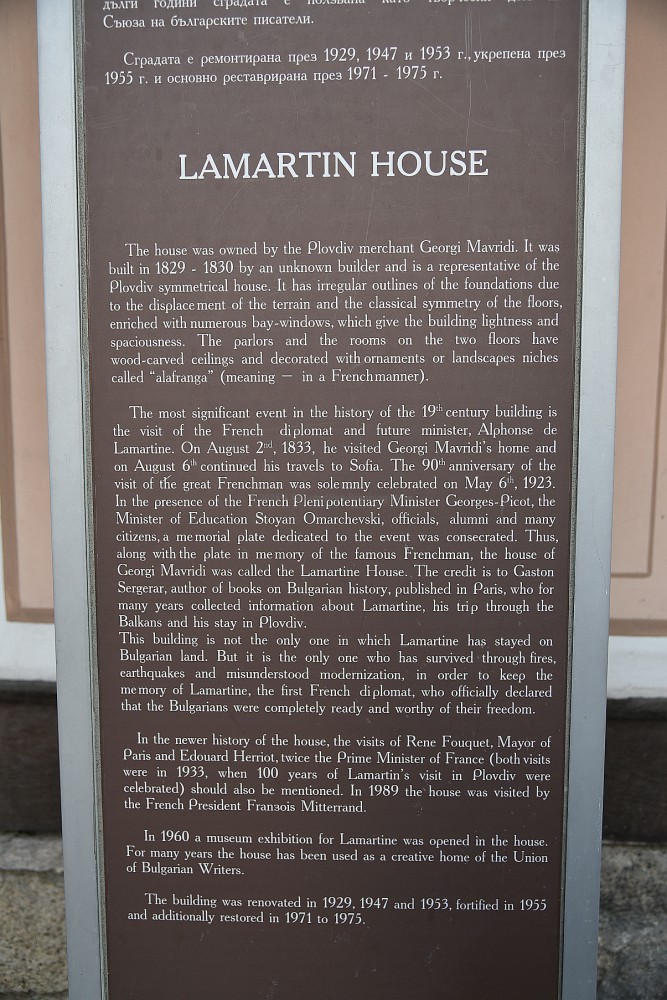 дълги години сградата е ползвана като творчески
Съюза на българските писатели.
Сградата е ремонтирана през 1929, 1947 и 1953 г., укрепена през
1955 г. и основно реставрирана през 1971 - 1975 г.
LAMARTIN HOUSE
The house was owned by the Plovdiv merchant Georgi Mavridi. It was
built in 1829 - 1830 by an unknown builder and is a representative of the
Plovdiv symmetrical house. It has irregular outlines of the foundations due
to the displacement of the terrain and the classical symmetry of the floors,
enriched with numerous bay-windows, which give the building lightness and
spaciousness. The parlors and the rooms on the two floors have
wood-carved ceilings and decorated with ornaments or landscapes niches
called "alafranga" (meaning — in a Frenchmanner).
The most significant event in the history of the 19th century building is
the visit of the French diplomat and future minister, Alphonse de
Lamartine. On August 2nd, 1833, he visited Georgi Mavridi's home and
on August 6th continued his travels to Sofia. The 90th anniversary of the
visit of the great Frenchman was solemnly celebrated on May 6th, 1923.
In the presence of the French Plenipotentiary Minister Georges-Picot, the
Minister of Education Stoyan Omarchevski, officials, alumni and many
citizens, a memorial plate dedicated to the event was consecrated. Thus,
along with the plate in memory of the famous Frenchman, the house of
Georgi Mavridi was called the Lamartine House. The credit is to Gaston
Sergerar, author of books on Bulgarian history, published in Paris, who for
many years collected information about Lamartine, his trip through the
Balkans and his stay in Plovdiv.
This building is not the only one in which Lamartine has stayed on
Bulgarian land. But it is the only one who has survived through fires,
earthquakes and misunderstood modernization, in order to keep the
memory of Lamartine, the first French diplomat, who officially declared
that the Bulgarians were completely ready and worthy of their freedom.
In the newer history of the house, the visits of Rene Fouquet, Mayor of
Paris and Edouard Herriot, twice the Prime Minister of France (both visits
were in 1933, when 100 years of Lamartin's visit in Plovdiv were
celebrated) should also be mentioned. In 1989 the house was visited by
the French President Franзois Mitterrand.
In 1960 a museum exhibition for Lamartine was opened in the house.
For many years the house has been used as a creative home of the Union
of Bulgarian Writers.
The building was renovated in 1929, 1947 and 1953, fortified in 1955
and additionally restored in 1971 to 1975.